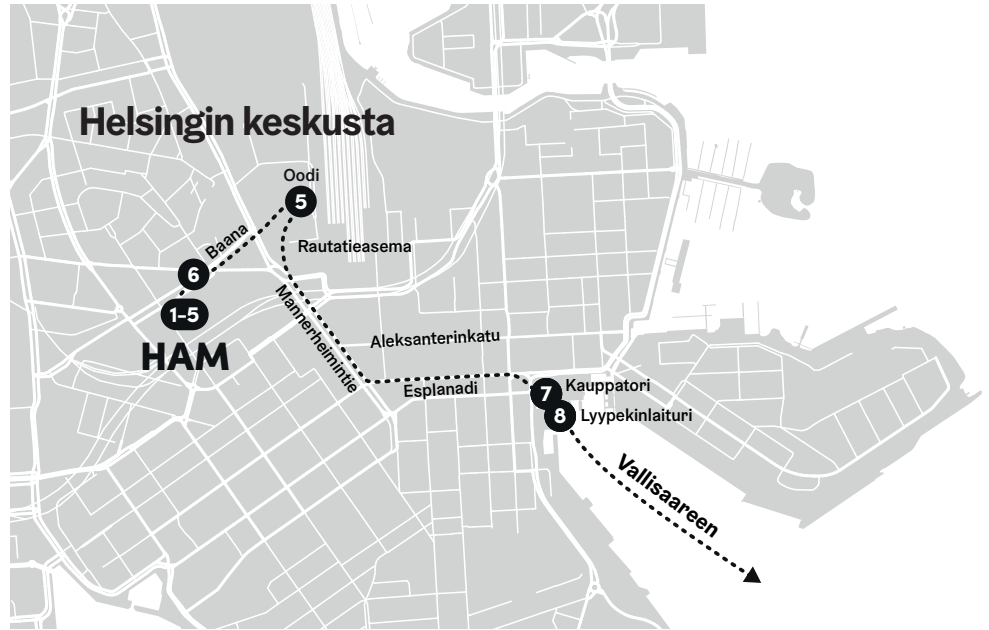 Helsingin keskusta
Oodi
5
Baana
Rautatieasema
6
1–5
HAM
Mannerheimintie
Aleksanterinkatu
Esplanadi
7
Kauppatori
8
Lyypekinlaituri
Vallisaareen